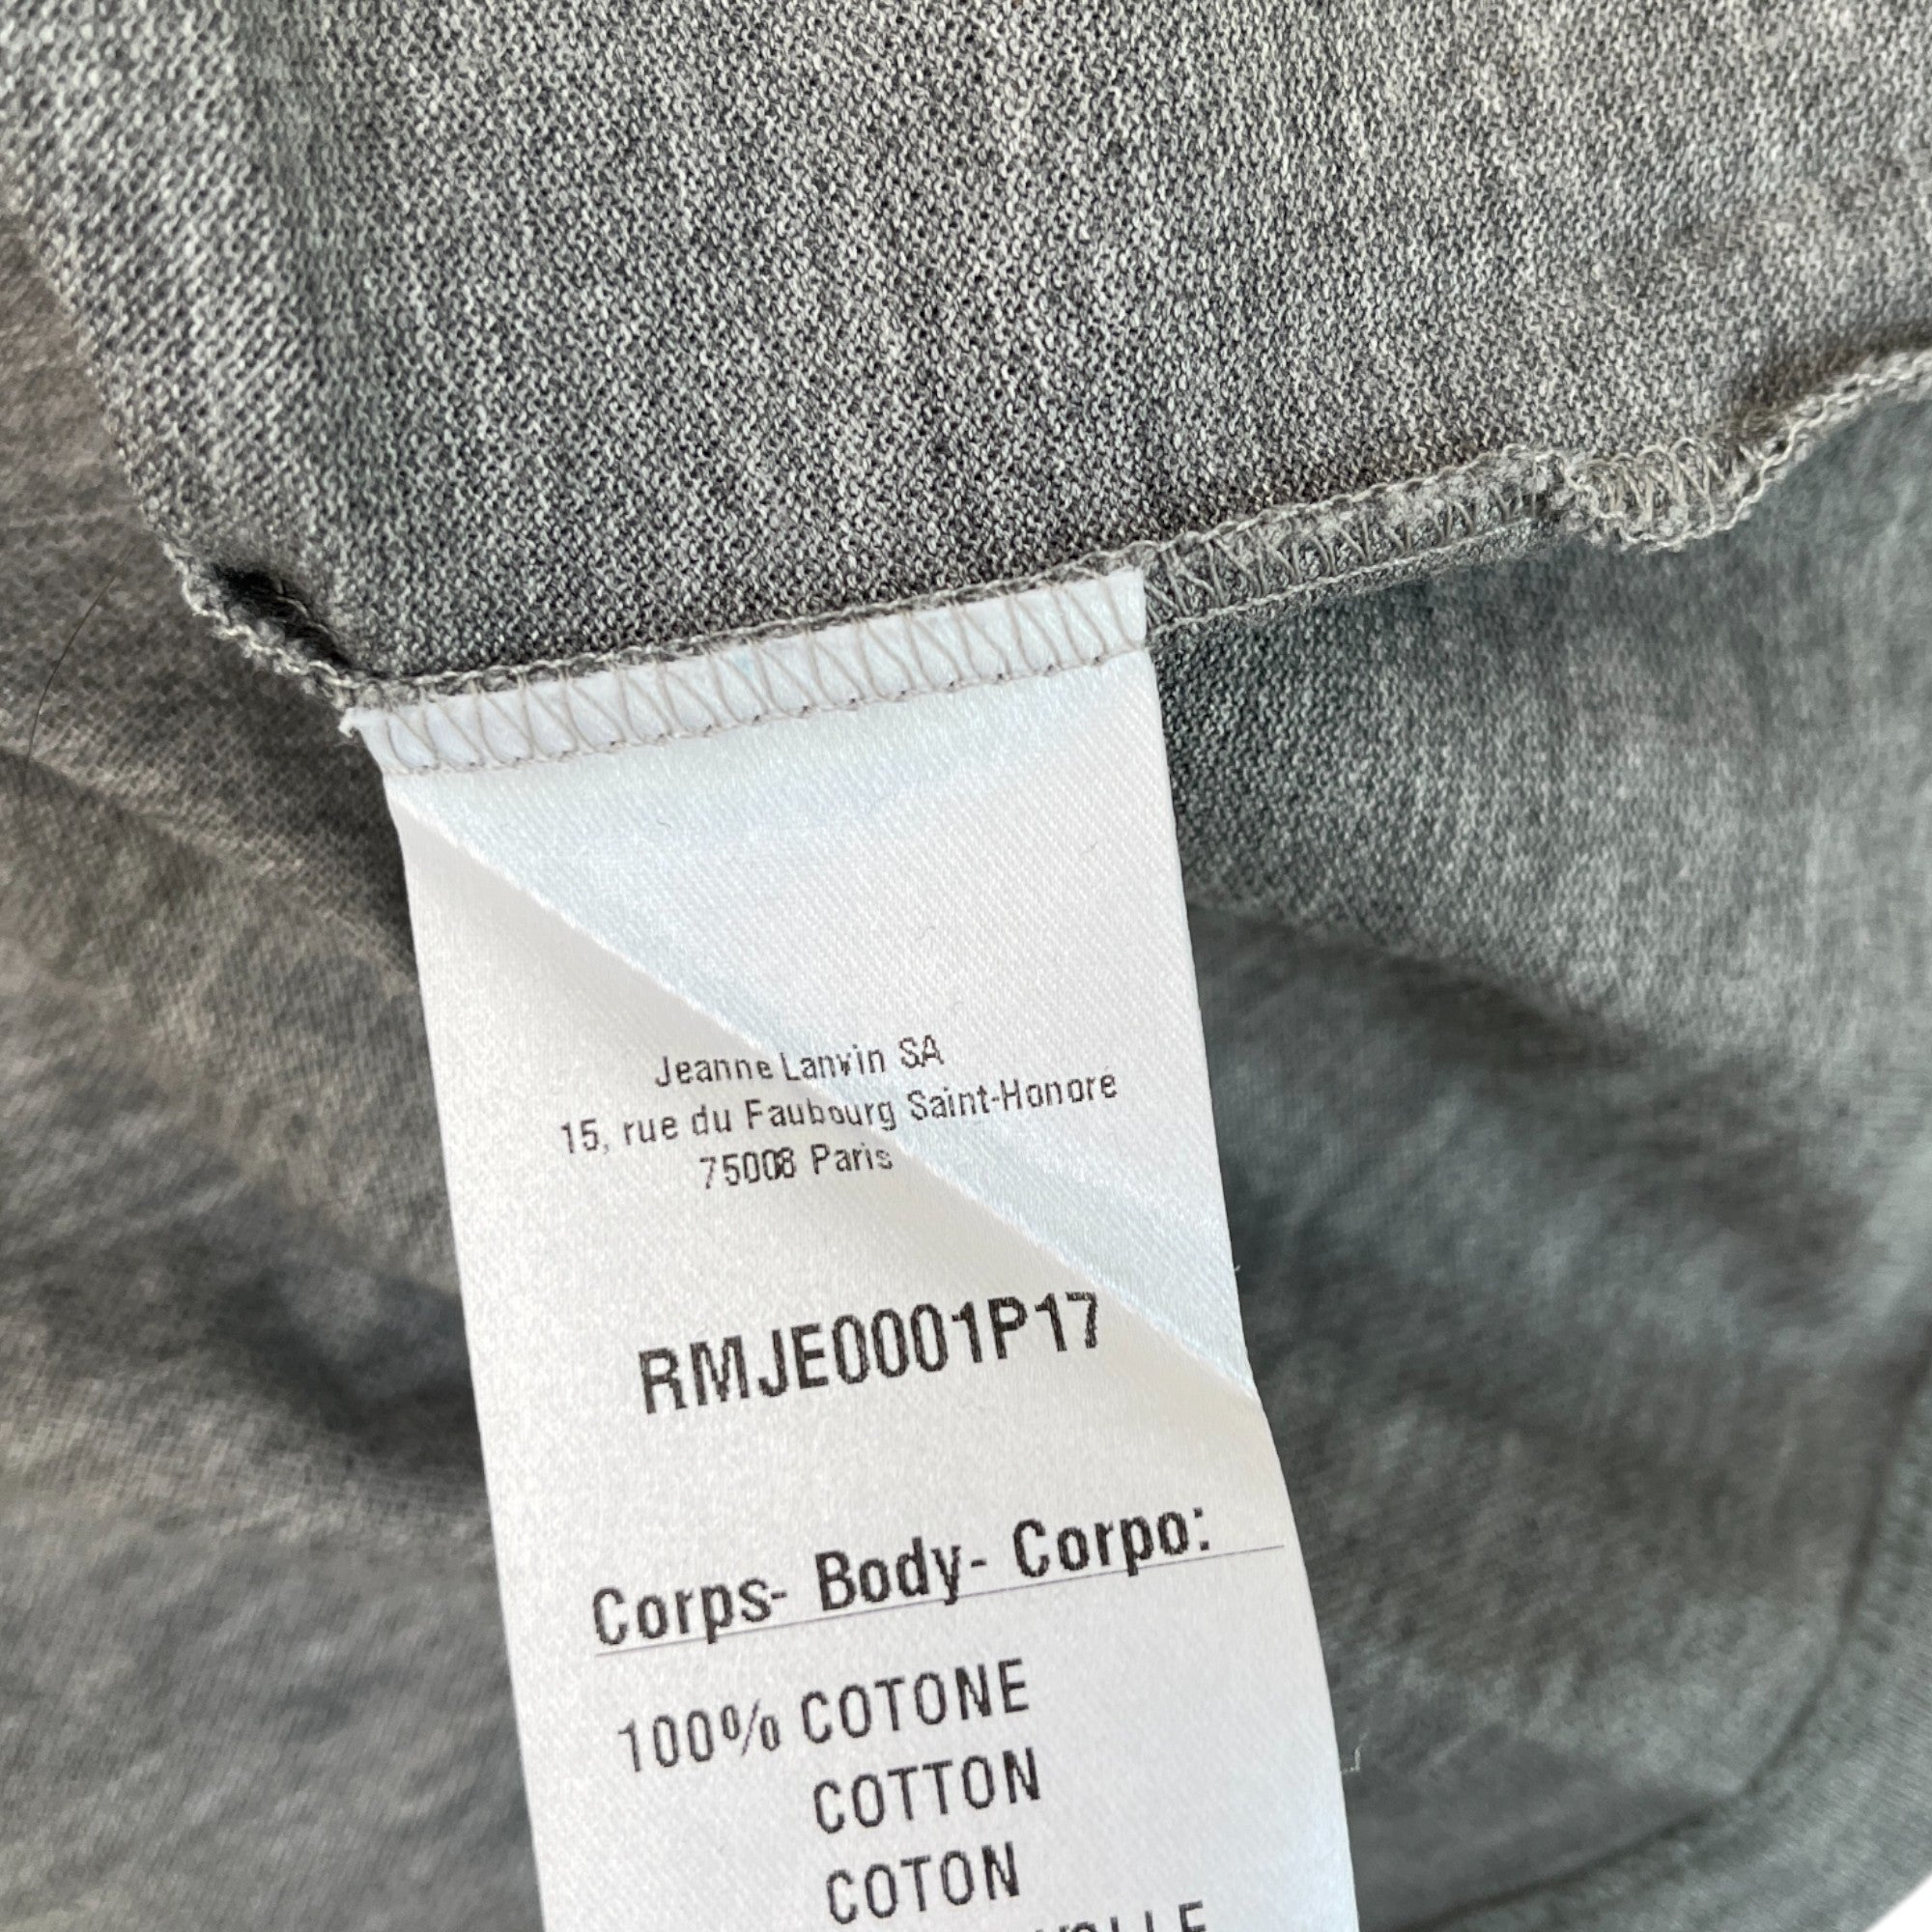 Jeanne Lanvin SA
15, rue du Faubourg Saint-Honore
75008 Paris
RMJE0001P17
Corps- Body- Corpo:
100% COTONE
COTTON
COTON